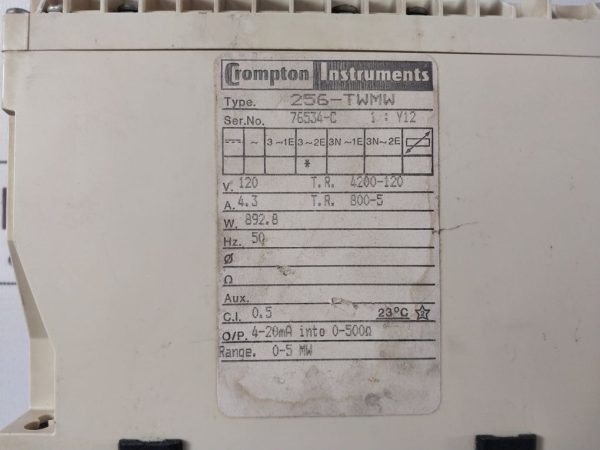 Crompton Instruments
Type. 256-TWMW
Ser.No. 76534-C 1 : Y12
~ 3~1E 3~2E 3N~1E 3N~2E
*
V. 120 T.R. 4200-120
A. 4.3 T.R. 800-5
W. 892.8
Hz. 50
Ø
Ω
Aux.
C.I. 0.5 23°C
O/P. 4-20mA into 0-500Ω
Range. 0-5 MW